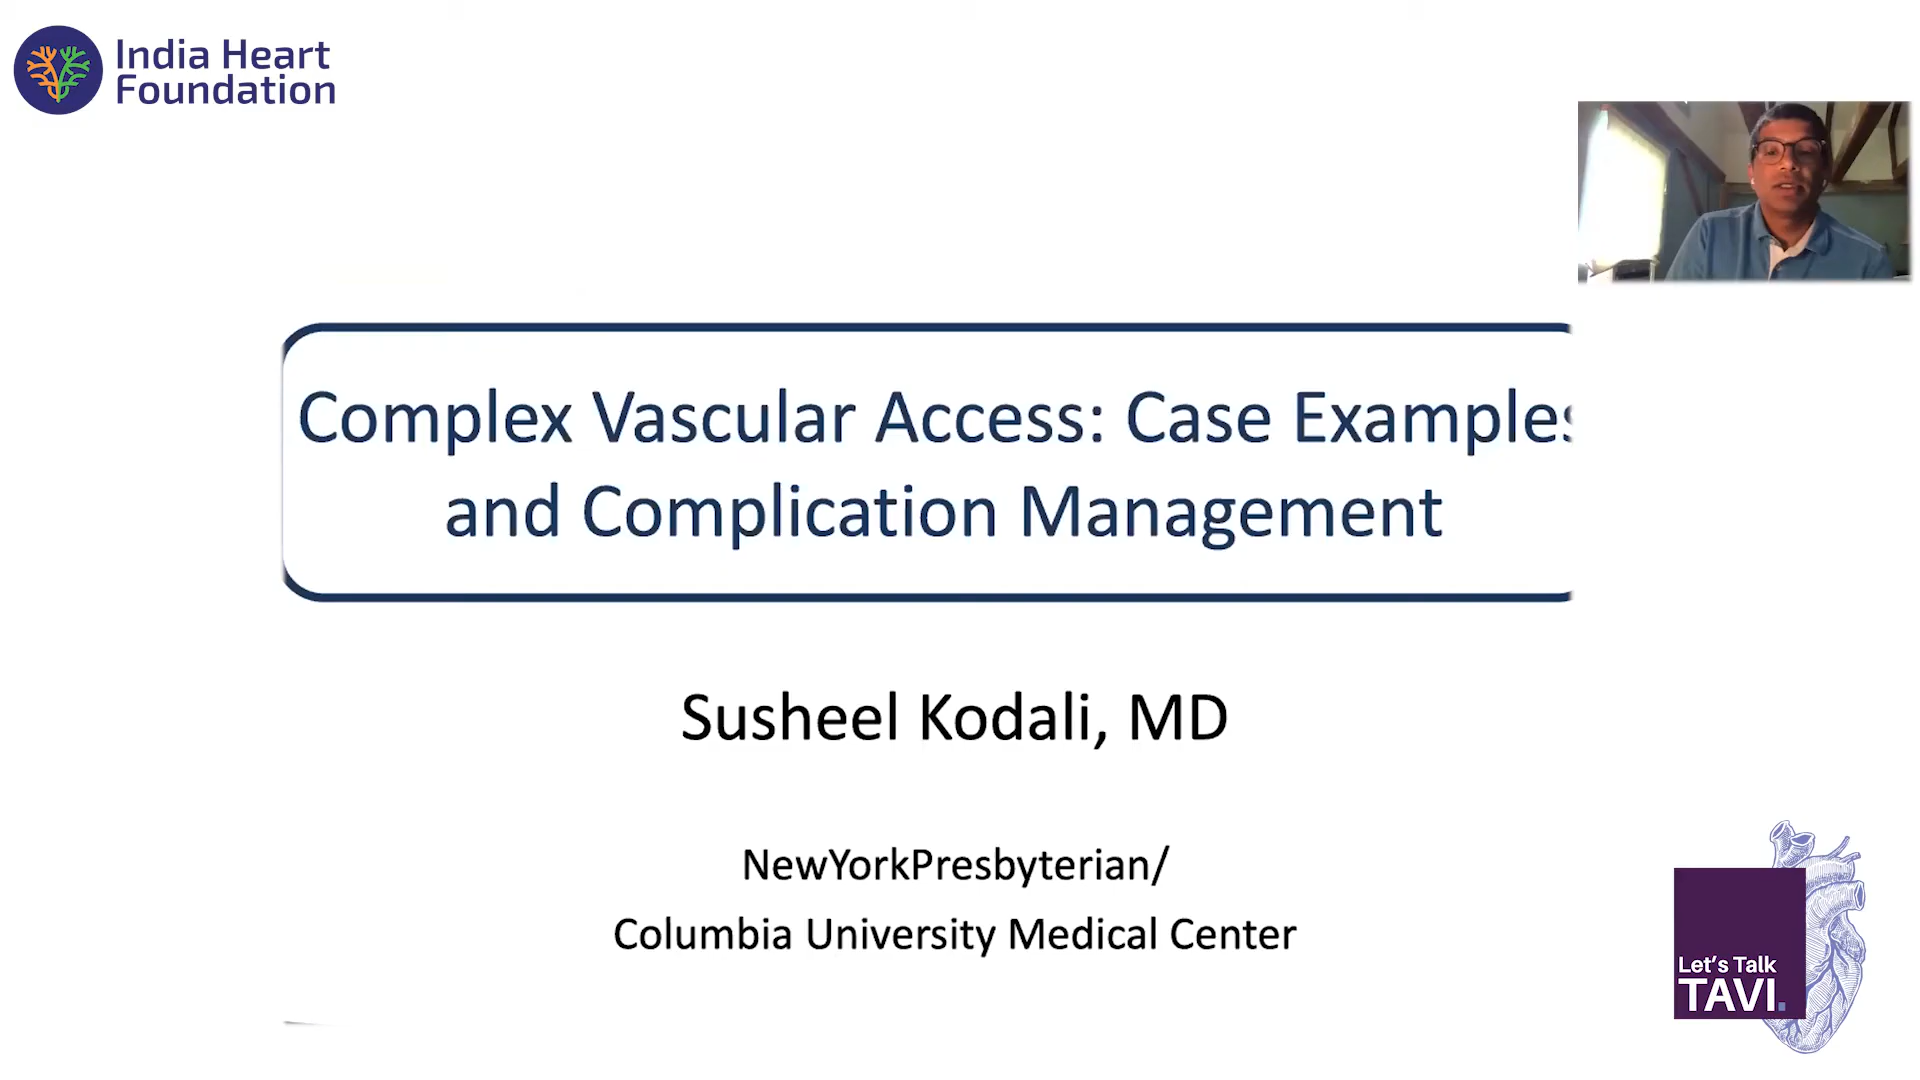 India Heart
Foundation
Complex Vascular Access: Case Examples
and Complication Management
Susheel Kodali, MD
NewYorkPresbyterian/
Columbia University Medical Center
Let's Talk
TAVI.